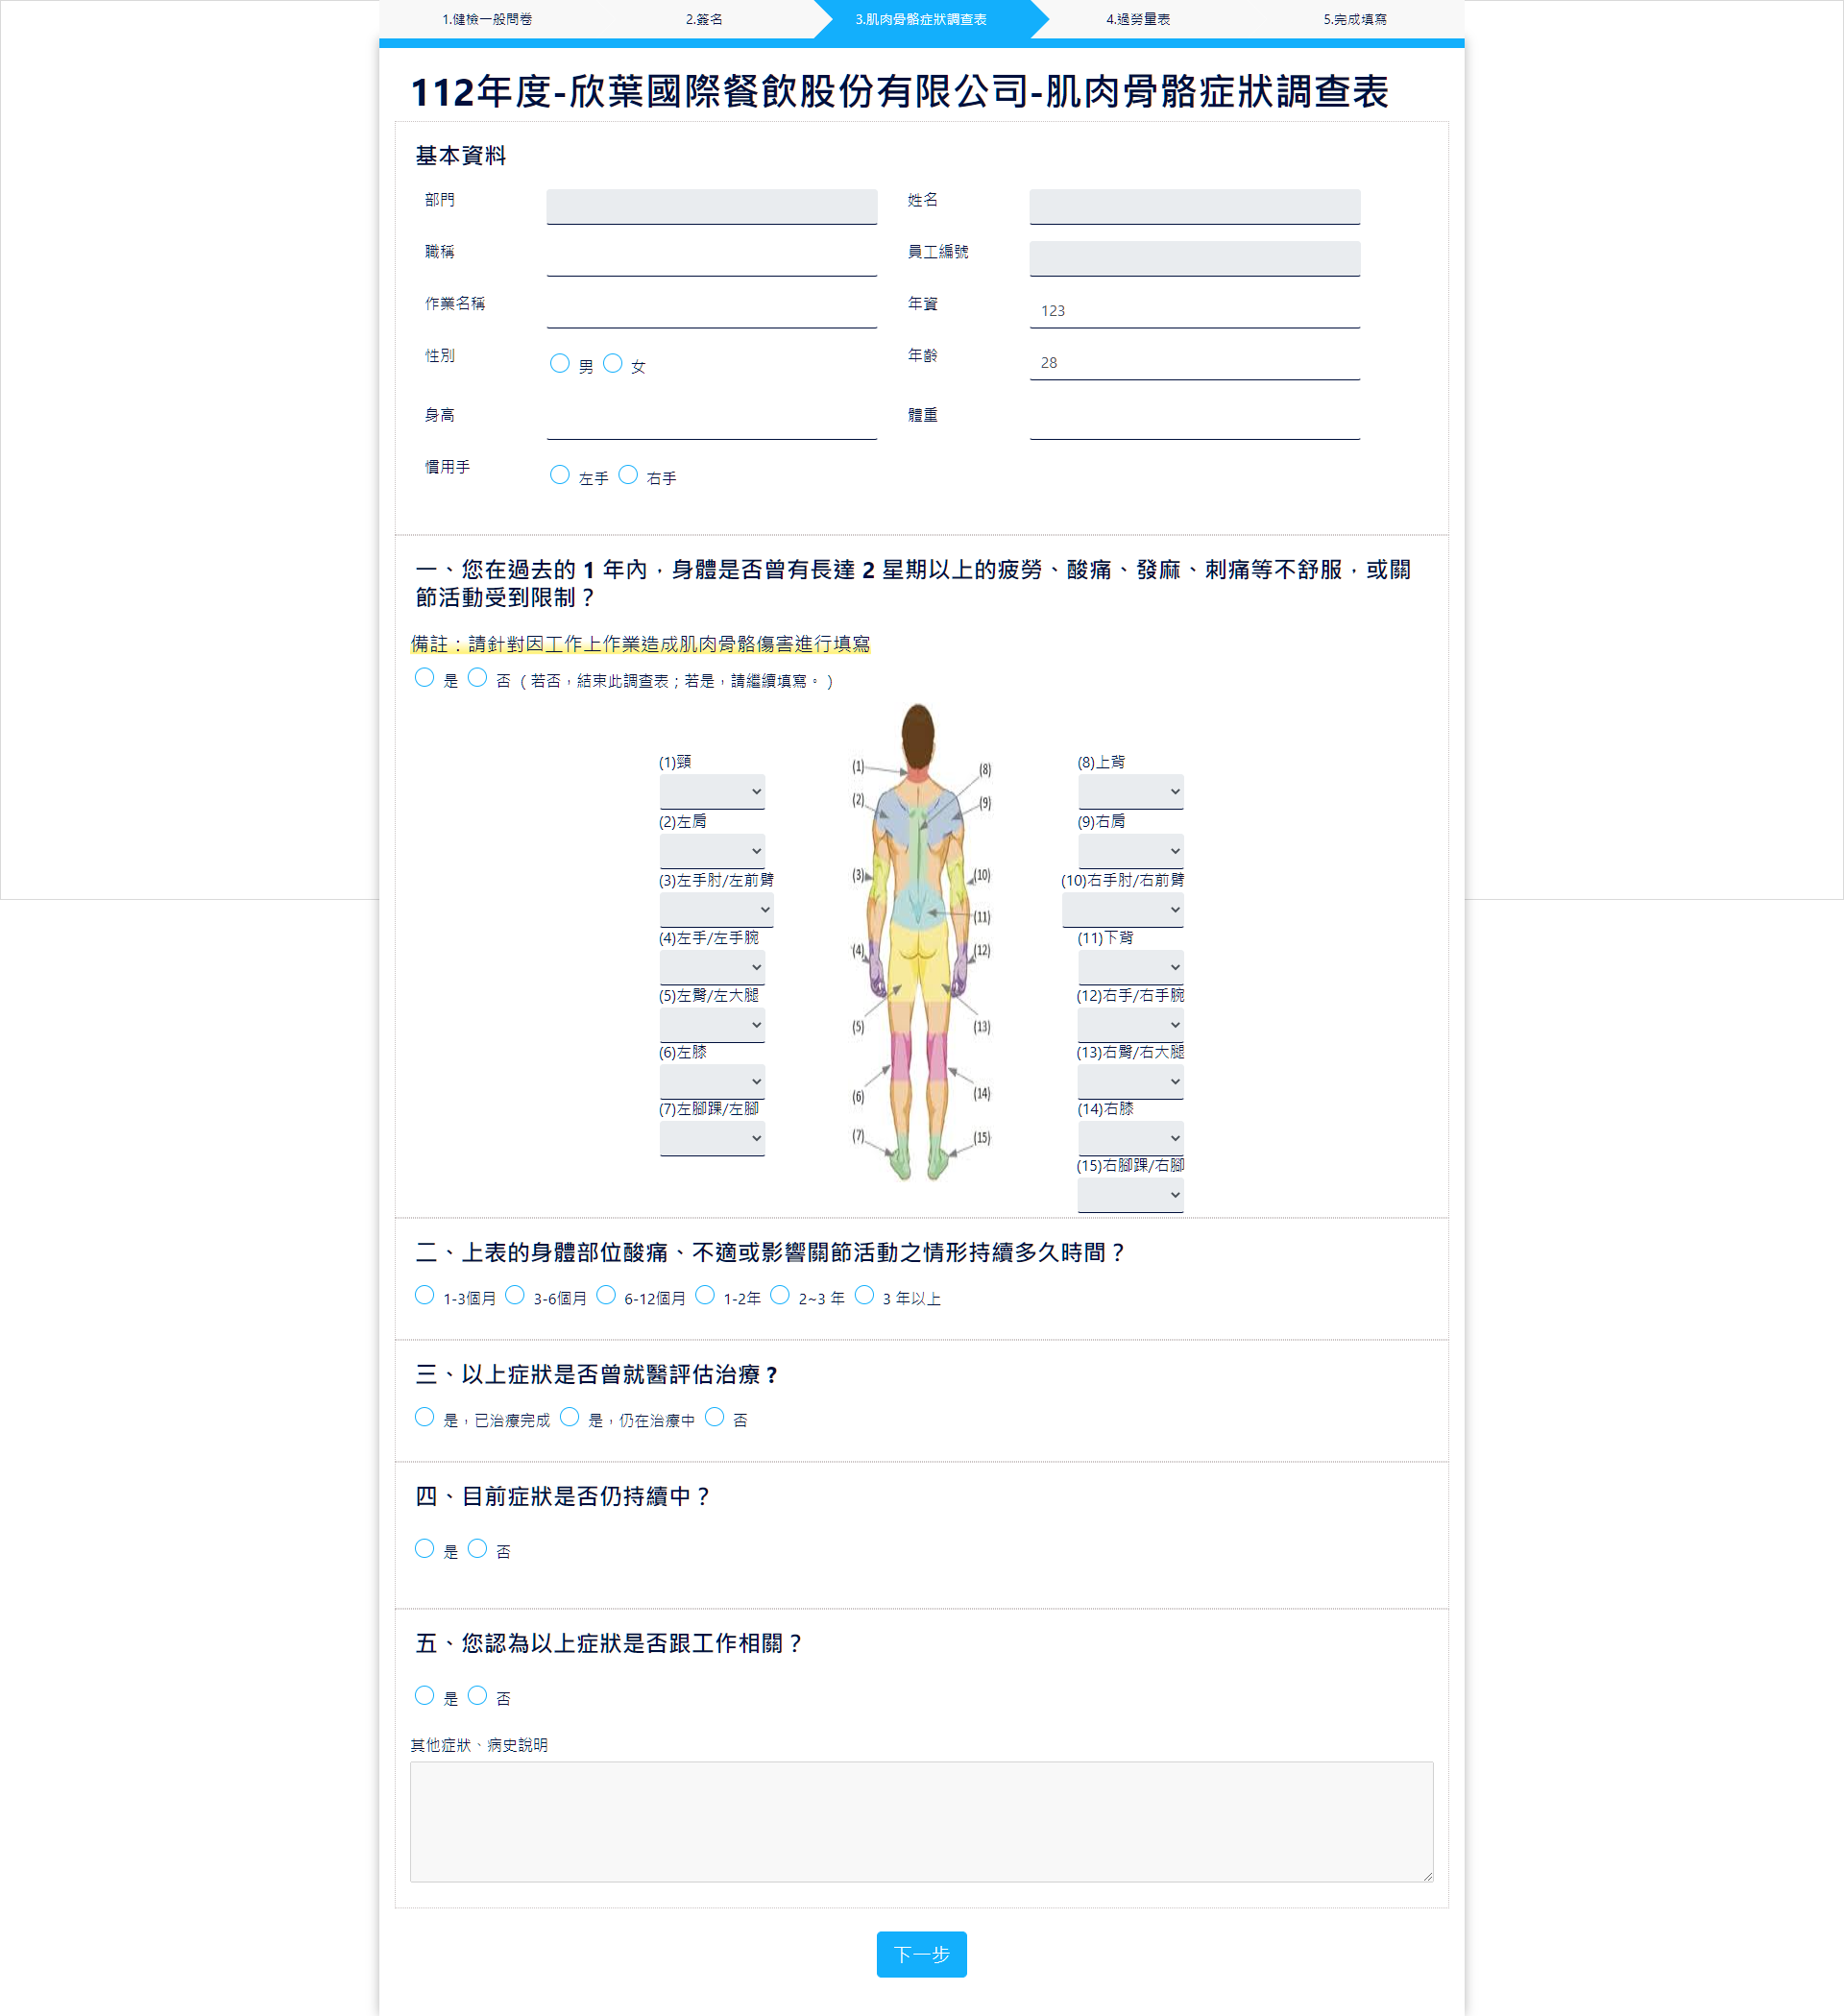 1.健檢一般問卷 2.簽名 3.肌肉骨骼症狀調查表 4.過勞量表 5.完成填寫
112年度-欣葉國際餐飲股份有限公司-肌肉骨骼症狀調查表
基本資料
部門 姓名
職稱 員工編號
作業名稱 年資 123
性別 男 女 年齡 28
身高 體重
慣用手 左手 右手
一、您在過去的 1 年內，身體是否曾有長達 2 星期以上的疲勞、酸痛、發麻、刺痛等不舒服，或關
節活動受到限制？
備註：請針對因工作上作業造成肌肉骨骼傷害進行填寫
是 否 ( 若否，結束此調查表；若是，請繼續填寫。 )
(1)頸
(2)左肩
(3)左手肘/左前臂
(4)左手/左手腕
(5)左臀/左大腿
(6)左膝
(7)左腳踝/左腳
(1)
(2)
(3)
(4)
(5)
(6)
(7)
(8)
(9)
(10)
(11)
(12)
(13)
(14)
(15)
(8)上背
(9)右肩
(10)右手肘/右前臂
(11)下背
(12)右手/右手腕
(13)右臀/右大腿
(14)右膝
(15)右腳踝/右腳
二、上表的身體部位酸痛、不適或影響關節活動之情形持續多久時間？
1-3個月 3-6個月 6-12個月 1-2年 2~3 年 3 年以上
三、以上症狀是否曾就醫評估治療？
是，已治療完成 是，仍在治療中 否
四、目前症狀是否仍持續中？
是 否
五、您認為以上症狀是否跟工作相關？
是 否
其他症狀、病史說明
下一步